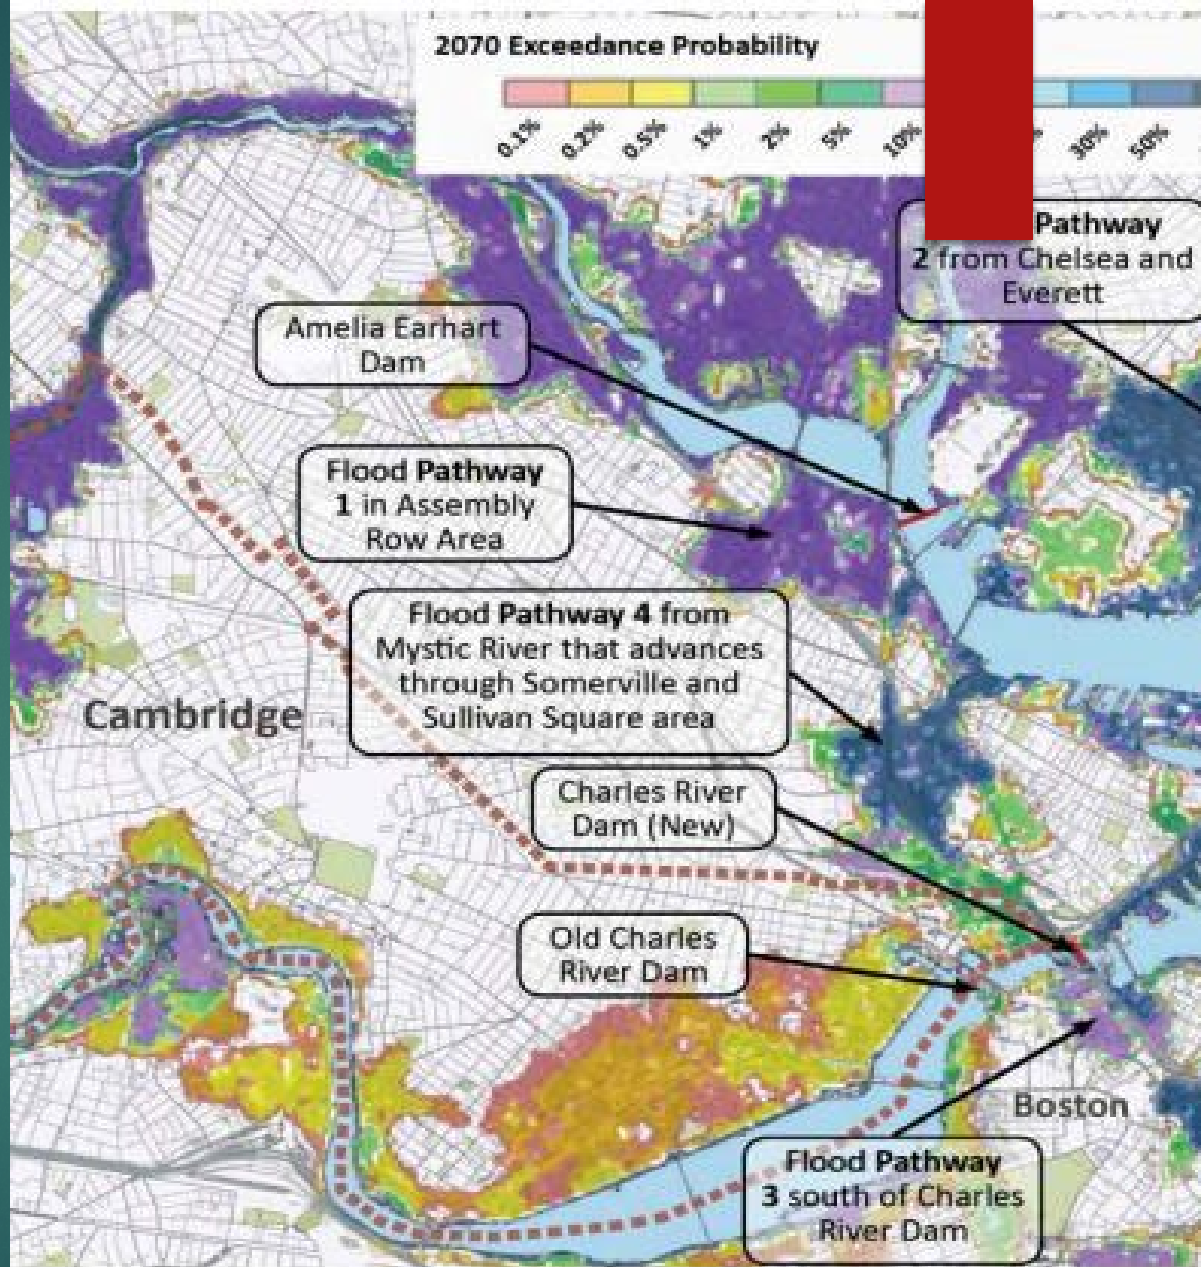 2070 Exceedance Probability
0.1% 0.2% 0.5% 1% 2% 5% 10% 30% 50%
Pathway
2 from Chelsea and
Everett
Amelia Earhart
Dam
Flood Pathway
1 in Assembly
Row Area
Flood Pathway 4 from
Mystic River that advances
through Somerville and
Sullivan Square area
Cambridge
Charles River
Dam (New)
Old Charles
River Dam
Boston
Flood Pathway
3 south of Charles
River Dam